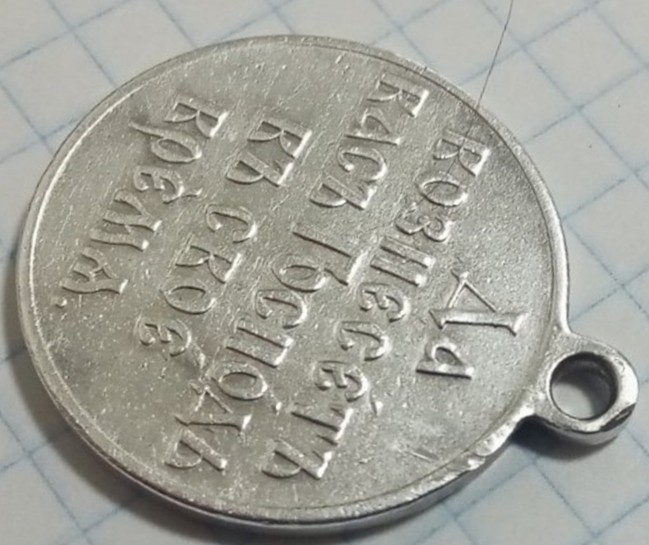 Да
вознесетъ
васъ Господь
въ свое
время,